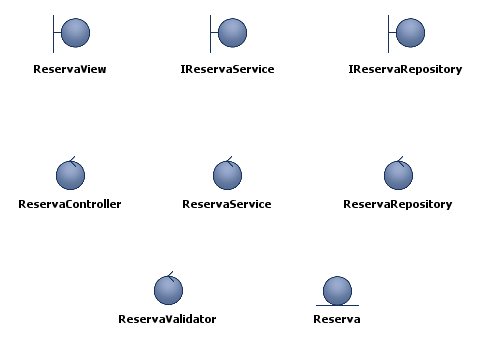 ReservaView
IReservaService
IReservaRepository
ReservaController
ReservaService
ReservaRepository
ReservaValidator
Reserva